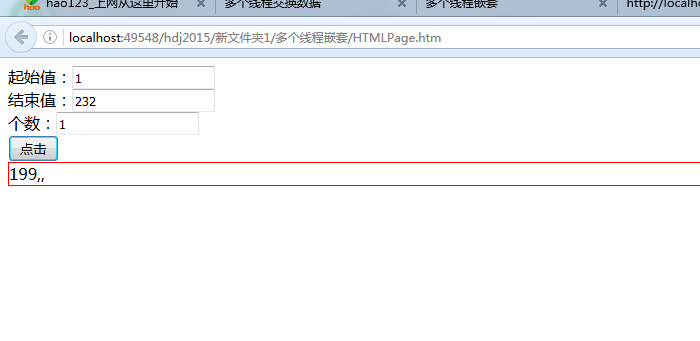 hao123_上网从这里开始 × 多个线程交换数据 × 多个线程嵌套 × http://localho
localhost:49548/hdj2015/新文件夹1/多个线程嵌套/HTMLPage.htm
起始值：1
结束值：232
个数：1
点击
199,,